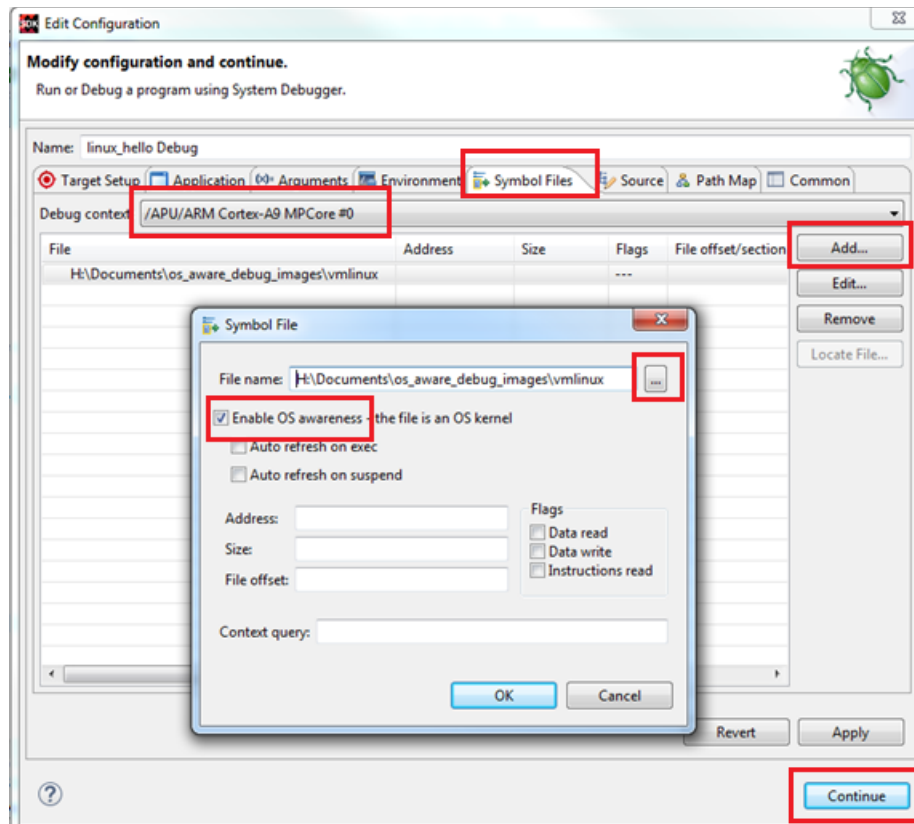 SDK Edit Configuration
Modify configuration and continue.
Run or Debug a program using System Debugger.
Name: linux_hello Debug
Target Setup Application (x)= Arguments Environment Symbol Files Source Path Map Common
Debug context /APU/ARM Cortex-A9 MPCore #0
File Address Size Flags File offset/section Add...
H:\Documents\os_aware_debug_images\vmlinux --- Edit...
Remove
Locate File...
Symbol File
File name: H:\Documents\os_aware_debug_images\vmlinux ...
Enable OS awareness - the file is an OS kernel
Auto refresh on exec
Auto refresh on suspend
Address:
Size:
File offset:
Flags
Data read
Data write
Instructions read
Context query:
OK Cancel
Revert Apply
? Continue